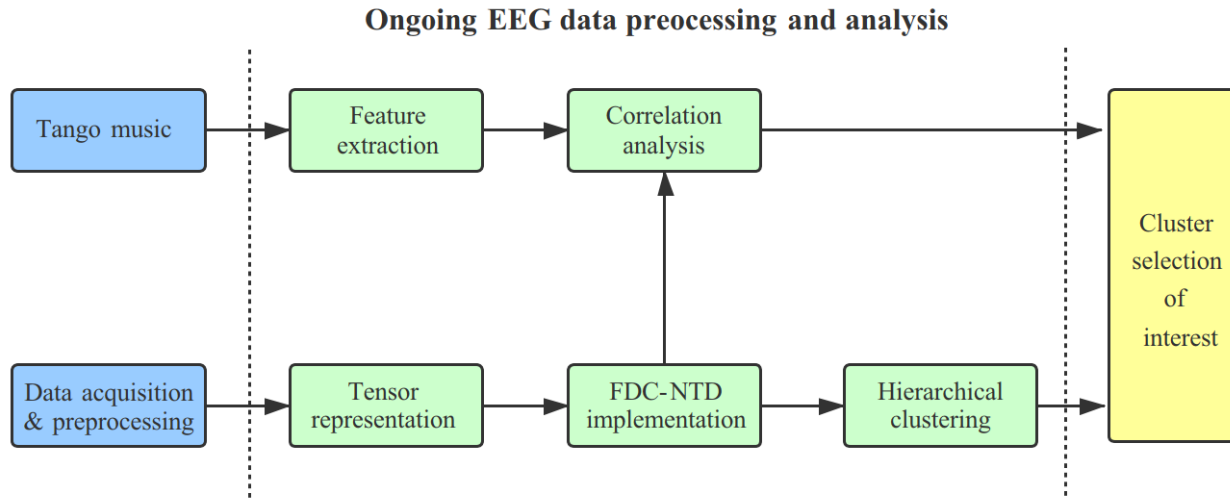 Ongoing EEG data preocessing and analysis
Tango music
Feature
extraction
Correlation
analysis
Cluster
selection
of
interest
Data acquisition
& preprocessing
Tensor
representation
FDC-NTD
implementation
Hierarchical
clustering